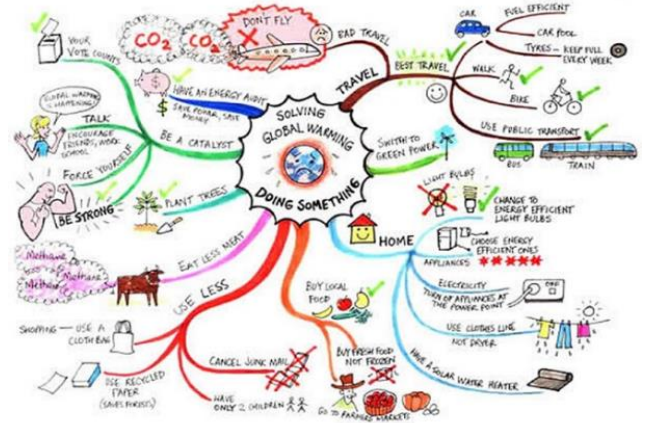 SOLVING
GLOBAL WARMING
DOING SOMETHING
TRAVEL
BAD TRAVEL
DON'T FLY
CO2
CO2
BEST TRAVEL
CAR
FUEL EFFICIENT
CAR POOL
TYRES - KEEP FULL
EVERY WEEK
WALK
BIKE
USE PUBLIC TRANSPORT
BUS
TRAIN
SWITCH TO
GREEN POWER
HOME
LIGHT BULBS
CHANGE TO
ENERGY EFFICIENT
LIGHT BULBS
APPLIANCES
CHOOSE ENERGY
EFFICIENT ONES
ELECTRICITY
TURN OFF APPLIANCES AT
THE POWER POINT
USE CLOTHES LINE
NOT DRYER
HAVE A SOLAR WATER HEATER
BUY LOCAL
FOOD
BUY FRESH FOOD
NOT FROZEN
GO TO FARMERS MARKETS
USE LESS
SHOPPING - USE A
CLOTH BAG
USE RECYCLED
PAPER
(SAVES FORESTS)
CANCEL JUNK MAIL
HAVE
ONLY 2 CHILDREN
EAT LESS MEAT
Methane
Methane
PLANT TREES
BE A CATALYST
YOUR
VOTE COUNTS
TALK
GLOBAL WARMING
IS HAPPENING!
ENCOURAGE
FRIENDS, WORK,
SCHOOL
FORCE YOURSELF
BE STRONG
HAVE AN ENERGY AUDIT
$
SAVE POWER, SAVE
MONEY